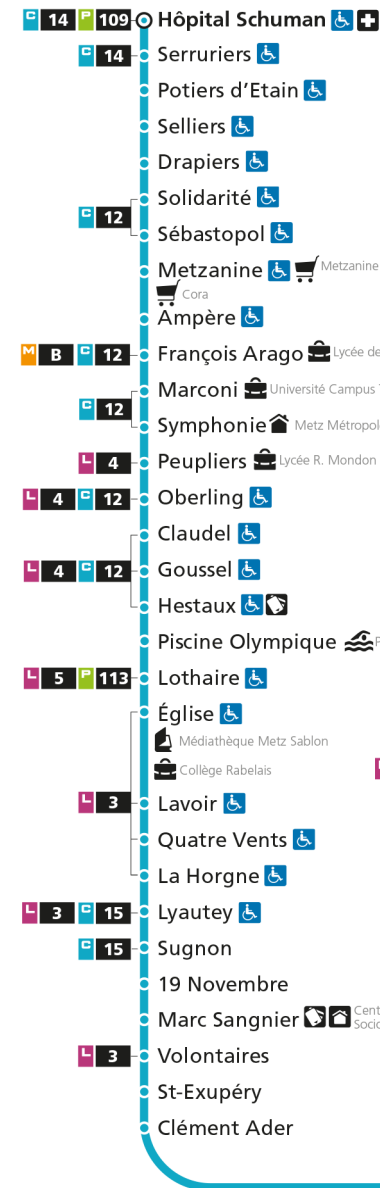 C 14 P 109 Hôpital Schuman
C 14 Serruriers
Potiers d'Etain
Selliers
Drapiers
Solidarité
C 12
Sébastopol
Metzanine Metzanine
Cora
Ampère
M B C 12 François Arago Lycée de
Marconi Université Campus
C 12
Symphonie Metz Métropol
L 4 Peupliers Lycée R. Mondon
L 4 C 12 Oberling
Claudel
L 4 C 12 Goussel
Hestaux
Piscine Olympique P
L 5 P 113 Lothaire
Église
Médiathèque Metz Sablon
Collège Rabelais
L 3 Lavoir
Quatre Vents
La Horgne
L 3 C 15 Lyautey
C 15 Sugnon
19 Novembre
Marc Sangnier Cent
Socio
L 3 Volontaires
St-Exupéry
Clément Ader